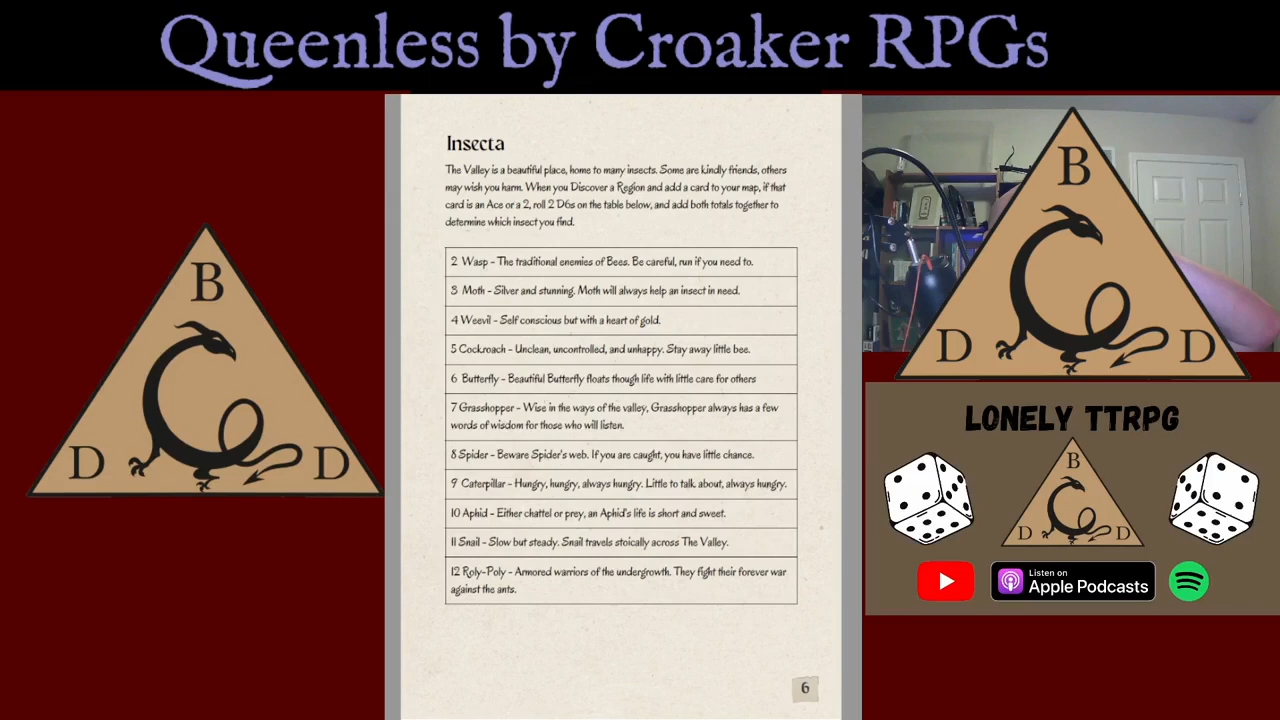 Queenless by Croaker RPGs
Insecta
The Valley is a beautiful place, home to many insects. Some are kindly friends, others
may wish you harm. When you Discover a Region and add a card to your map, if that
card is an Ace or a 2, roll 2 D6s on the table below, and add both totals together to
determine which insect you find.
2 Wasp - The traditional enemies of Bees. Be careful, run if you need to.
3 Moth - Silver and stunning. Moth will always help an insect in need.
4 Weevil - Self conscious but with a heart of gold.
5 Cockroach - Unclean, uncontrolled, and unhappy. Stay away little bee.
6 Butterfly - Beautiful Butterfly floats though life with little care for others
7 Grasshopper - Wise in the ways of the valley, Grasshopper always has a few
words of wisdom for those who will listen.
8 Spider - Beware Spider's web. If you are caught, you have little chance.
9 Caterpillar - Hungry, hungry, always hungry. Little to talk about, always hungry.
10 Aphid - Either chattel or prey, an Aphid's life is short and sweet.
11 Snail - Slow but steady. Snail travels stoically across The Valley.
12 Roly-Poly - Armored warriors of the undergrowth. They fight their forever war
against the ants.
6
B
D D
B
D D
LONELY TTRPG
B
D D
Listen on
Apple Podcasts